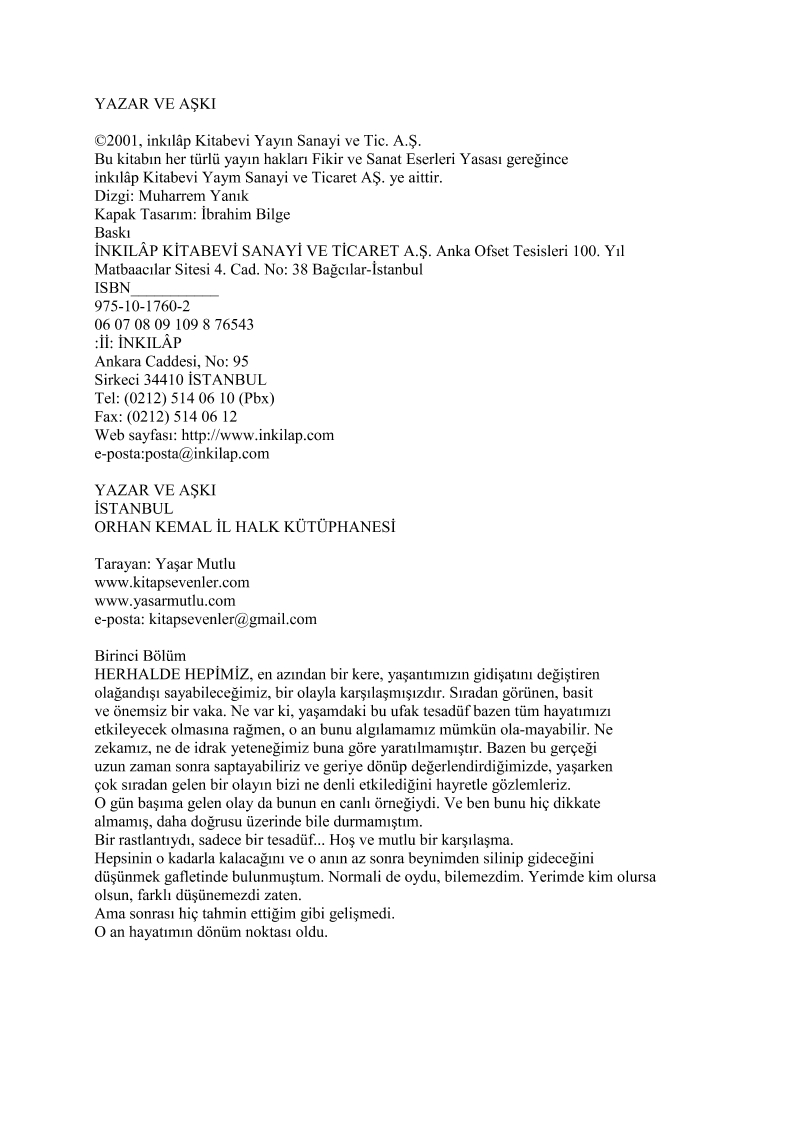 YAZAR VE AŞKI
©2001, inkılâp Kitabevi Yayın Sanayi ve Tic. A.Ş.
Bu kitabın her türlü yayın hakları Fikir ve Sanat Eserleri Yasası gereğince
inkılâp Kitabevi Yaym Sanayi ve Ticaret AŞ. ye aittir.
Dizgi: Muharrem Yanık
Kapak Tasarım: İbrahim Bilge
Baskı
İNKILÂP KİTABEVİ SANAYİ VE TİCARET A.Ş. Anka Ofset Tesisleri 100. Yıl
Matbaacılar Sitesi 4. Cad. No: 38 Bağcılar-İstanbul
ISBN___________
975-10-1760-2
06 07 08 09 109 8 76543
:İİ: İNKILÂP
Ankara Caddesi, No: 95
Sirkeci 34410 İSTANBUL
Tel: (0212) 514 06 10 (Pbx)
Fax: (0212) 514 06 12
Web sayfası: http://www.inkilap.com
e-posta:posta@inkilap.com
YAZAR VE AŞKI
İSTANBUL
ORHAN KEMAL İL HALK KÜTÜPHANESİ
Tarayan: Yaşar Mutlu
www.kitapsevenler.com
www.yasarmutlu.com
e-posta: kitapsevenler@gmail.com
Birinci Bölüm
HERHALDE HEPİMİZ, en azından bir kere, yaşantımızın gidişatını değiştiren
olağandışı sayabileceğimiz, bir olayla karşılaşmışızdır. Sıradan görünen, basit
ve önemsiz bir vaka. Ne var ki, yaşamdaki bu ufak tesadüf bazen tüm hayatımızı
etkileyecek olmasına rağmen, o an bunu algılamamız mümkün ola-mayabilir. Ne
zekamız, ne de idrak yeteneğimiz buna göre yaratılmamıştır. Bazen bu gerçeği
uzun zaman sonra saptayabiliriz ve geriye dönüp değerlendirdiğimizde, yaşarken
çok sıradan gelen bir olayın bizi ne denli etkilediğini hayretle gözlemleriz.
O gün başıma gelen olay da bunun en canlı örneğiydi. Ve ben bunu hiç dikkate
almamış, daha doğrusu üzerinde bile durmamıştım.
Bir rastlantıydı, sadece bir tesadüf... Hoş ve mutlu bir karşılaşma.
Hepsinin o kadarla kalacağını ve o anın az sonra beynimden silinip gideceğini
düşünmek gafletinde bulunmuştum. Normali de oydu, bilemezdim. Yerimde kim olursa
olsun, farklı düşünemezdi zaten.
Ama sonrası hiç tahmin ettiğim gibi gelişmedi.
O an hayatımın dönüm noktası oldu.